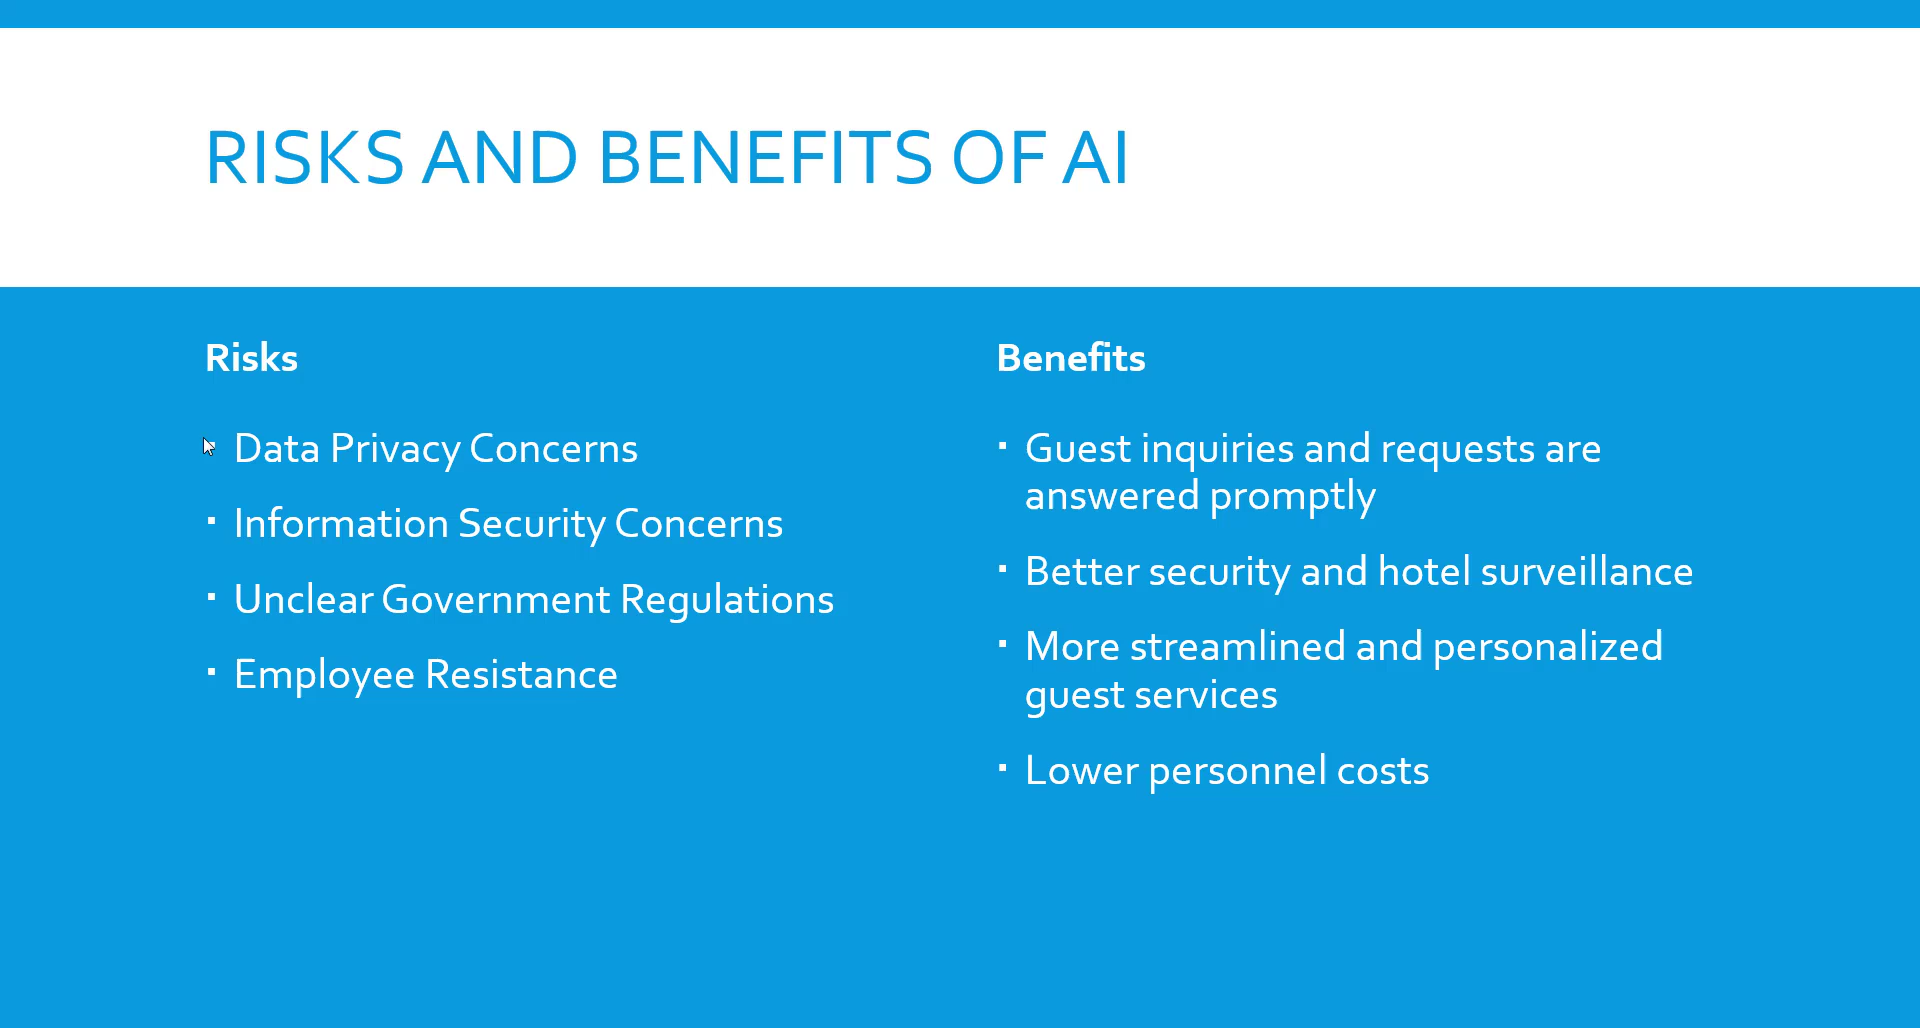 RISKS AND BENEFITS OF AI
Risks
Data Privacy Concerns
Information Security Concerns
Unclear Government Regulations
Employee Resistance
Benefits
Guest inquiries and requests are
answered promptly
Better security and hotel surveillance
More streamlined and personalized
guest services
Lower personnel costs